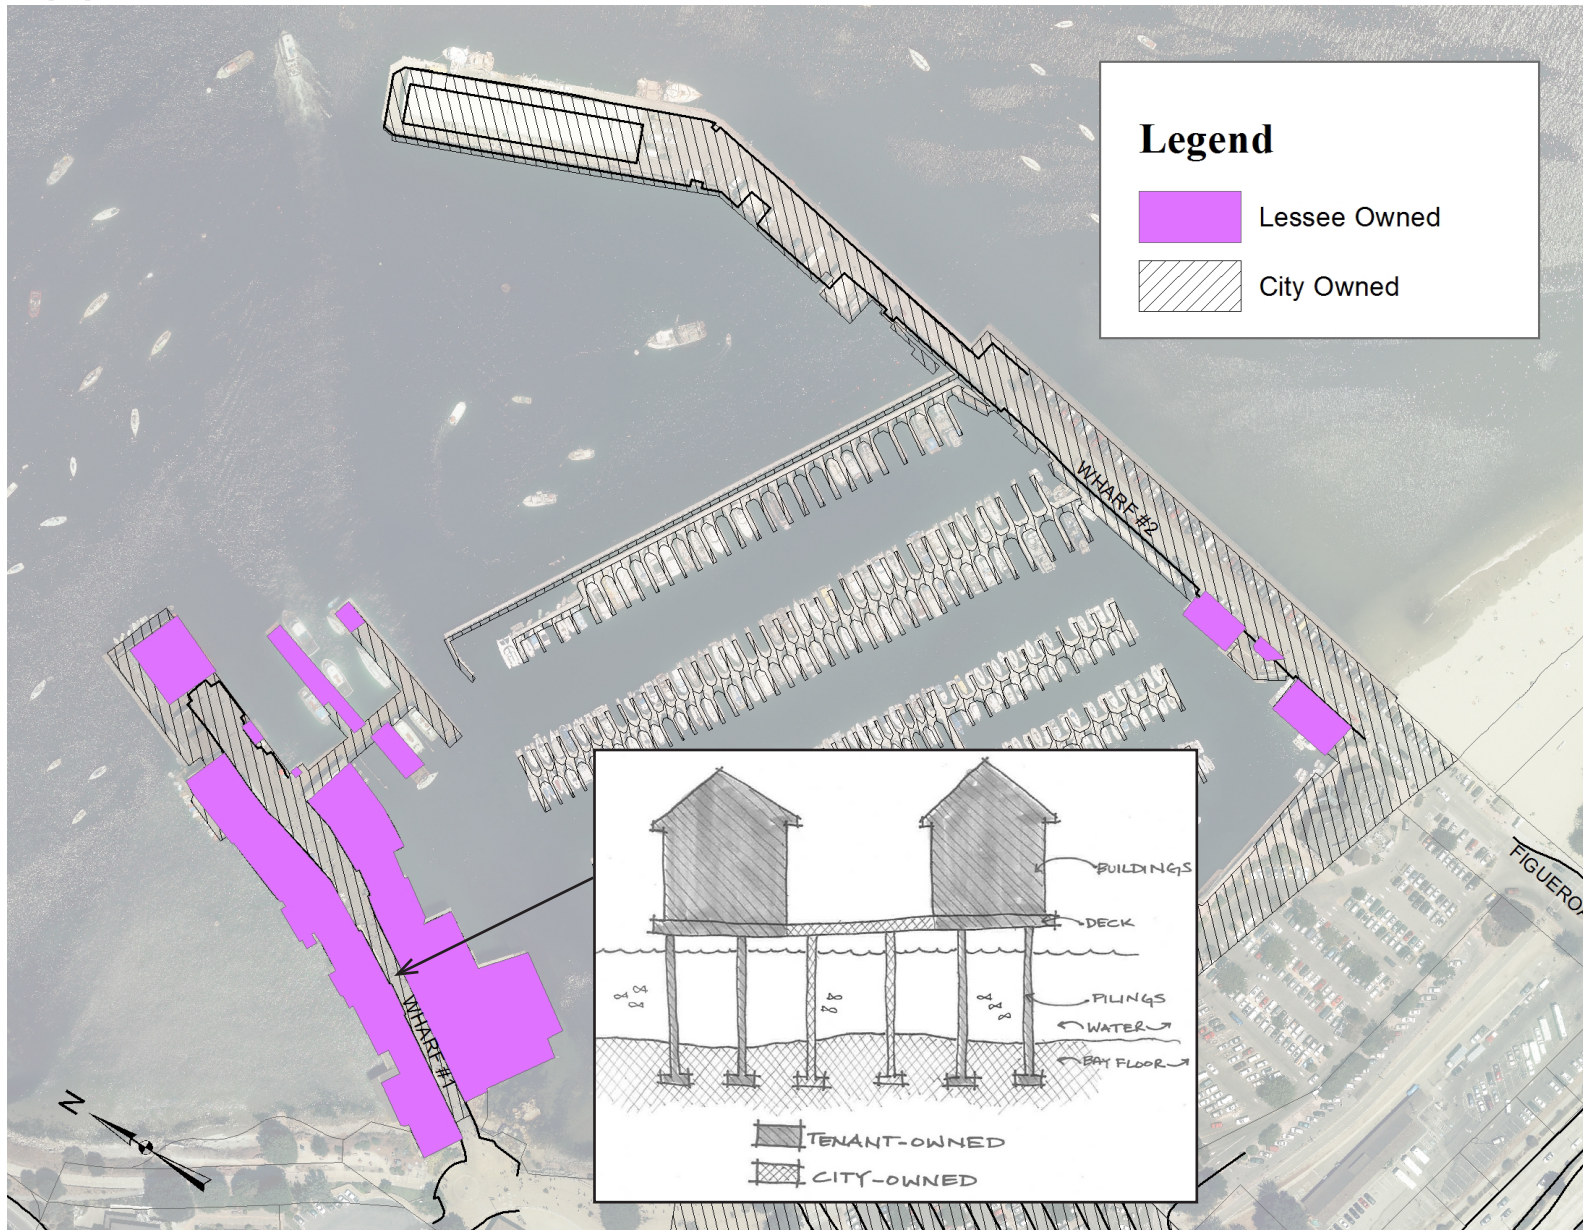 Legend
Lessee Owned
City Owned
WHARF #2
FIGUEROA
WHARF #1
N
BUILDINGS
DECK
PILINGS
WATER
BAY FLOOR
TENANT-OWNED
CITY-OWNED